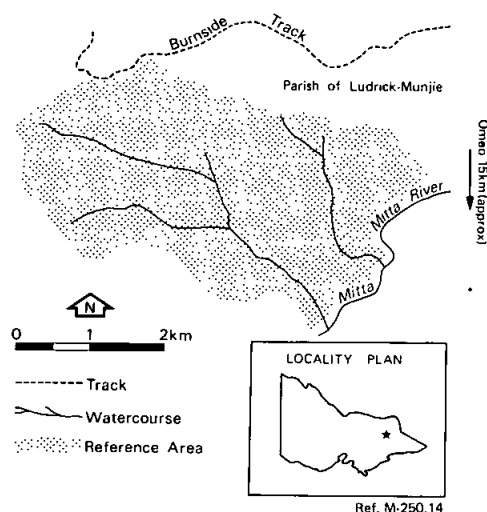 Burnside Track
Parish of Ludrick-Munjie
Omeo 15km (approx)
Mitta Mitta River
N
0 1 2km
Track
Watercourse
Reference Area
LOCALITY PLAN
Ref. M·250.14